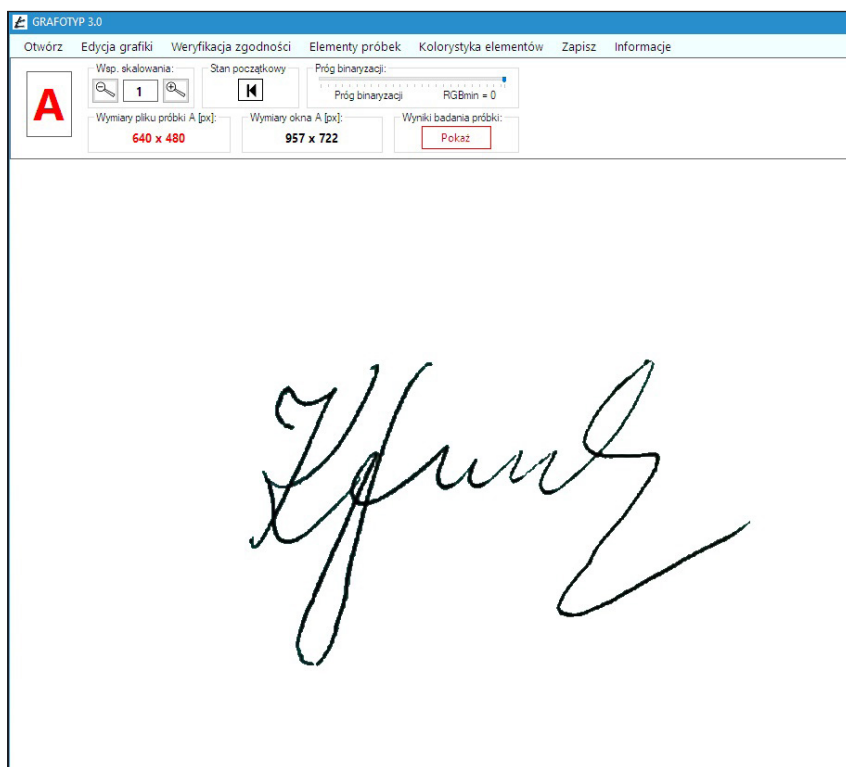 GRAFOTYP 3.0
Otwórz Edycja grafiki Weryfikacja zgodności Elementy próbek Kolorystyka elementów Zapisz Informacje
A
Wsp. skalowania: Stan początkowy Próg binaryzacji:
1
Próg binaryzacji RGBmin = 0
Wymiary pliku próbki A [px]: Wymiary okna A [px]: Wyniki badania próbki:
640 x 480 957 x 722 Pokaż